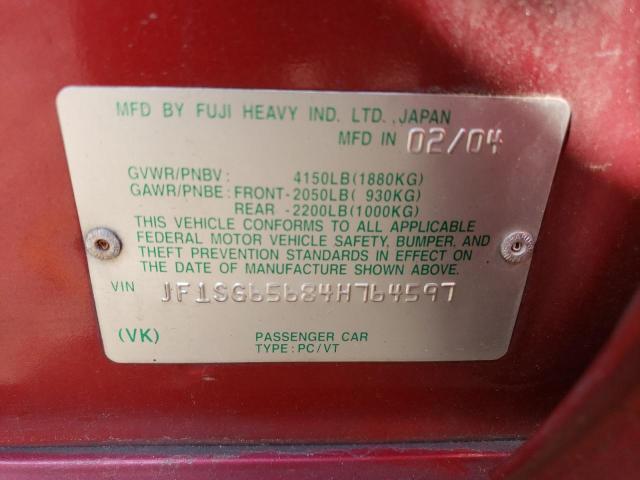 MFD BY FUJI HEAVY IND. LTD., JAPAN
MFD IN 02/04
GVWR/PNBV: 4150LB(1880KG)
GAWR/PNBE: FRONT-2050LB( 930KG)
REAR -2200LB(1000KG)
THIS VEHICLE CONFORMS TO ALL APPLICABLE
FEDERAL MOTOR VEHICLE SAFETY, BUMPER, AND
THEFT PREVENTION STANDARDS IN EFFECT ON
THE DATE OF MANUFACTURE SHOWN ABOVE.
VIN JF1SG65684H764597
(VK) PASSENGER CAR
TYPE: PC/VT